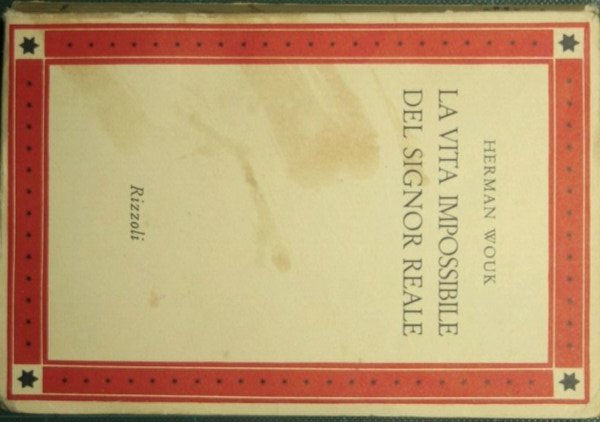 HERMAN WOUK
LA VITA IMPOSSIBILE
DEL SIGNOR REALE
Rizzoli